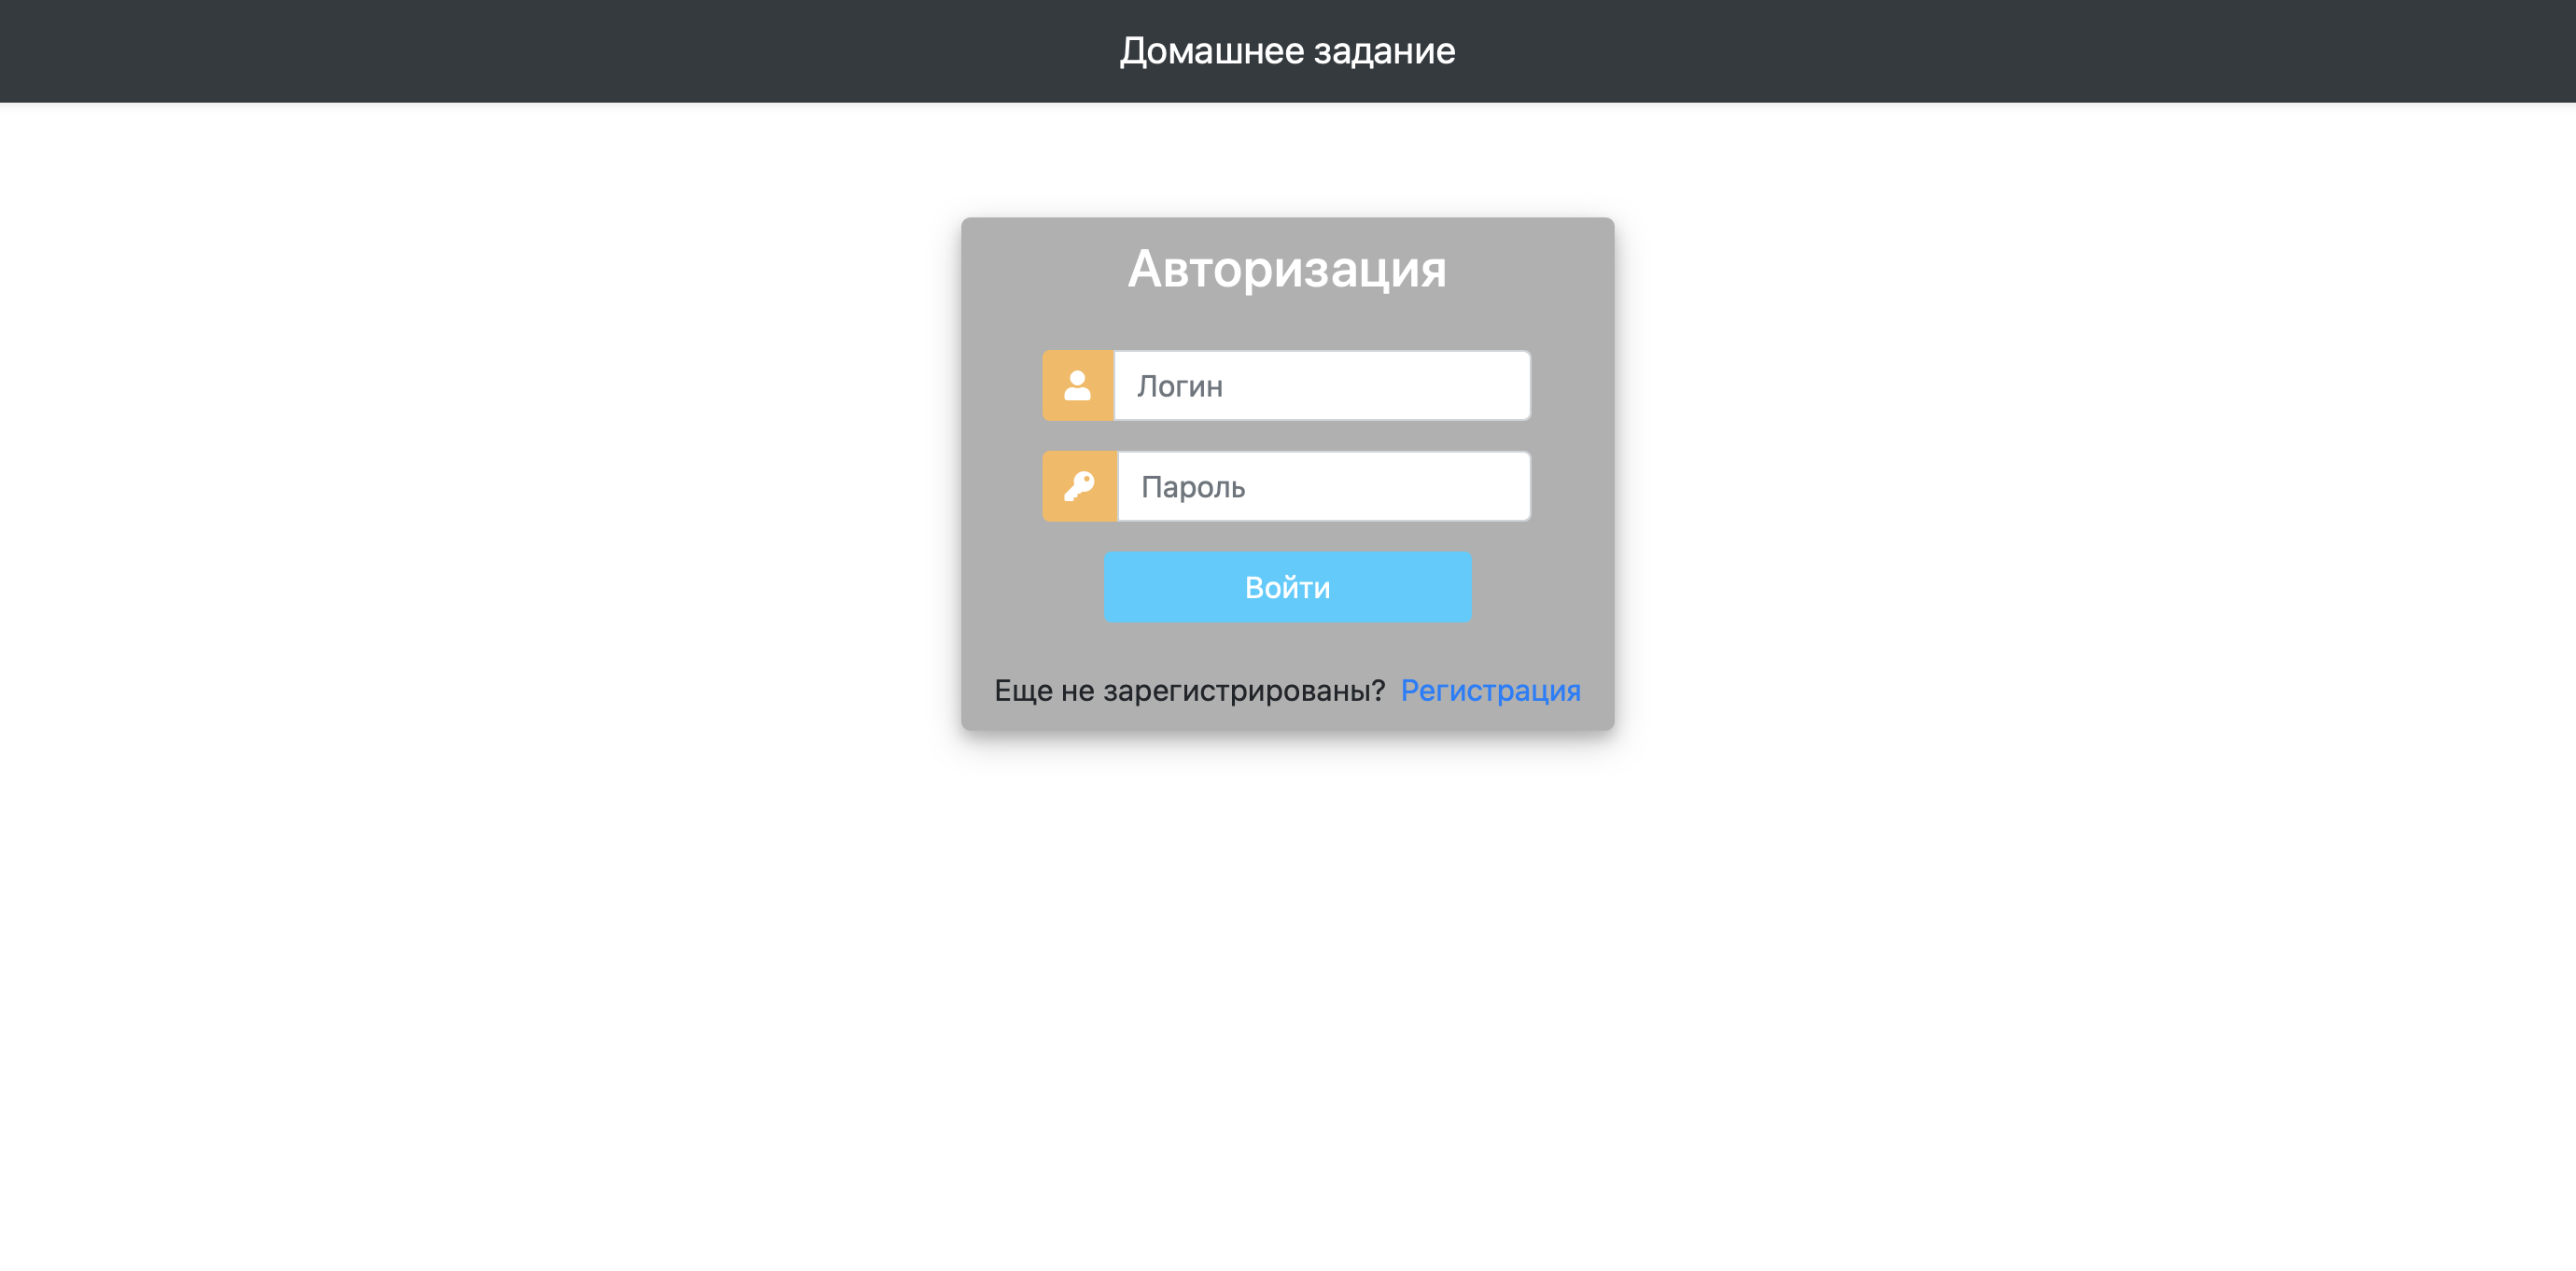 Домашнее задание
Авторизация
Логин
Пароль
Войти
Еще не зарегистрированы? Регистрация